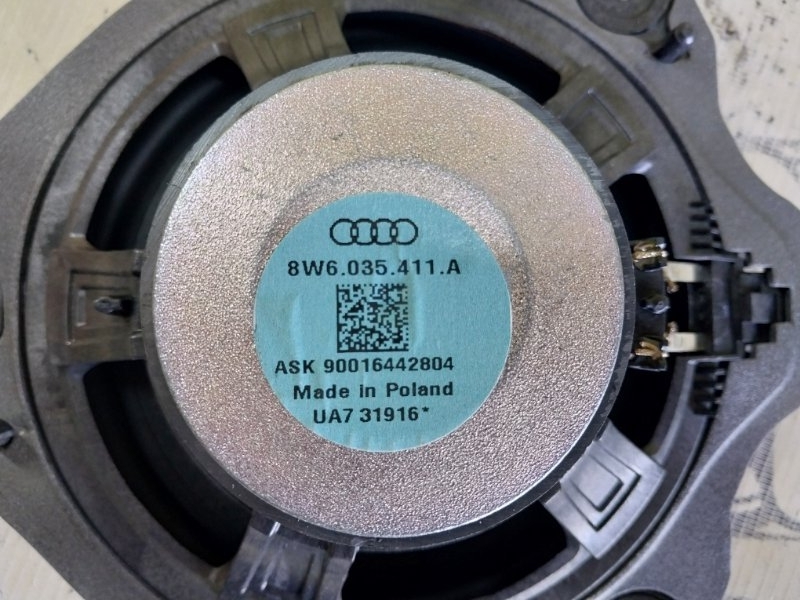 8W6.035.411.A
ASK 90016442804
Made in Poland
UA7 31916*